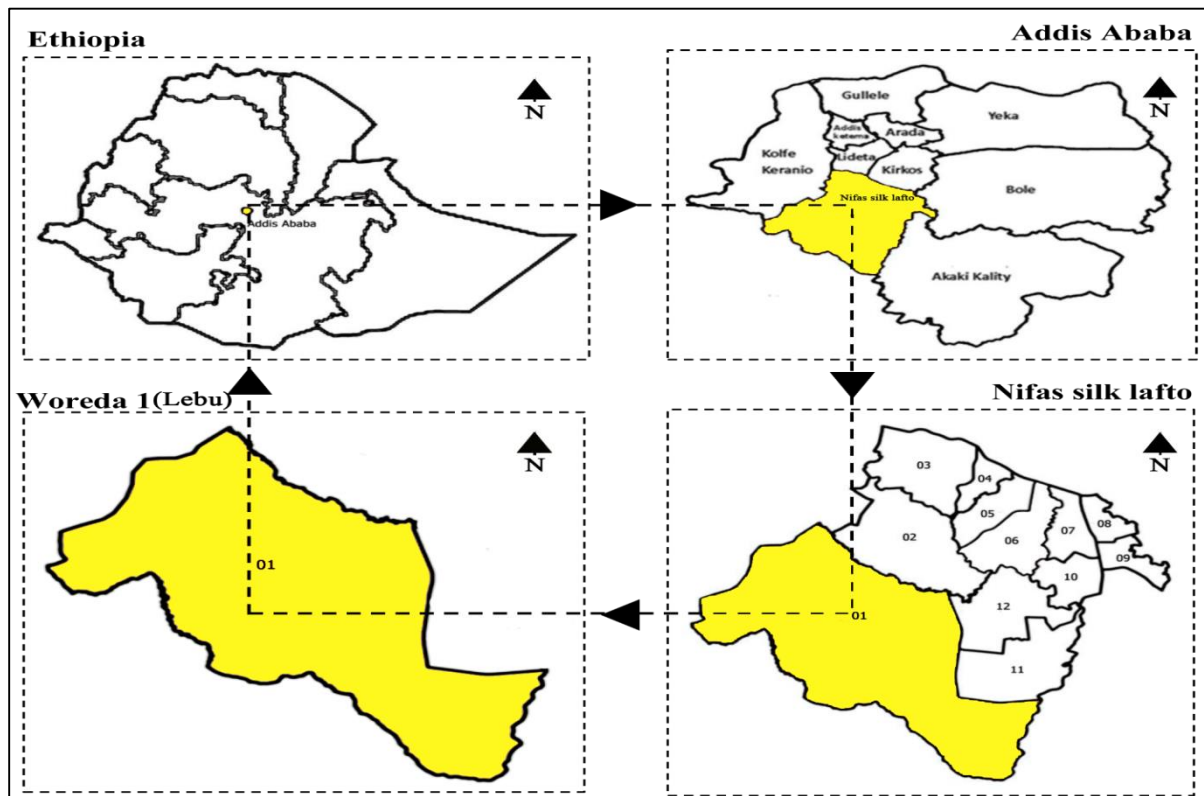 Ethiopia
N
Addis Ababa
Addis Ababa
N
Gullele
Yeka
Addis
ketema
Arada
Kolfe
Keranio
Lideta
Kirkos
Bole
Nifas silk lafto
Akaki Kality
Woreda 1(Lebu)
N
01
Nifas silk lafto
N
03
04
05
02
06
07
08
09
10
12
01
11